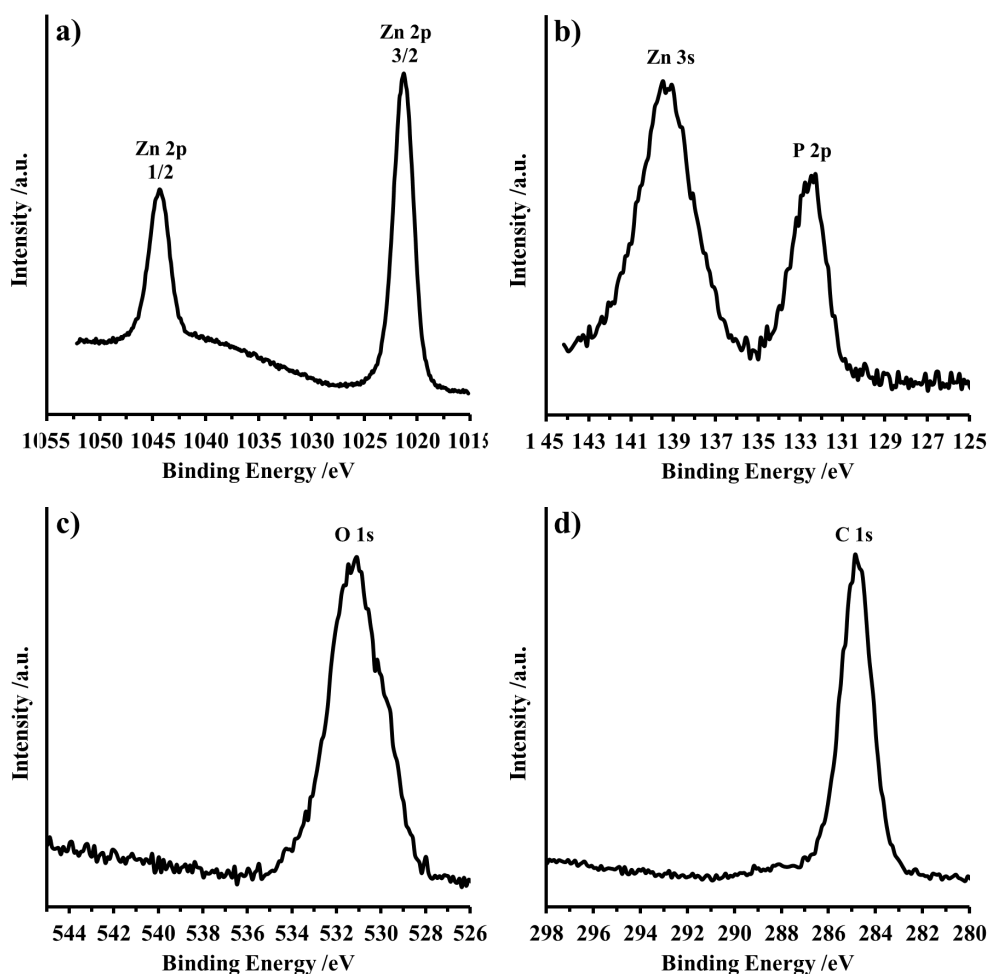 a)
Zn 2p
3/2
Zn 2p
1/2
Intensity /a.u.
1055 1050 1045 1040 1035 1030 1025 1020 1015
Binding Energy /eV
b)
Zn 3s
P 2p
Intensity /a.u.
145 143 141 139 137 135 133 131 129 127 125
Binding Energy /eV
c)
O 1s
Intensity /a.u.
544 542 540 538 536 534 532 530 528 526
Binding Energy /eV
d)
C 1s
Intensity /a.u.
298 296 294 292 290 288 286 284 282 280
Binding Energy /eV